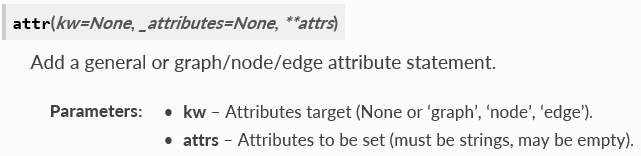 attr(kw=None, _attributes=None, **attrs)
Add a general or graph/node/edge attribute statement.
Parameters: • kw – Attributes target (None or ‘graph’, ‘node’, ‘edge’).
• attrs – Attributes to be set (must be strings, may be empty).